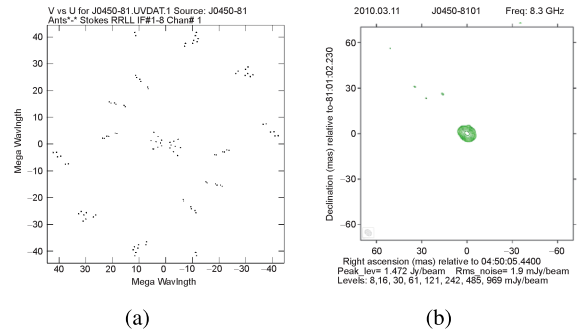 V vs U for J0450-81.UVDAT.1 Source: J0450-81
Ants *-* Stokes RRLL IF#1-8 Chan# 1
40
30
20
10
0
−10
−20
−30
−40
Mega Wavlngth
40 30 20 10 0 −10 −20 −30 −40
Mega Wavlngth
(a)
2010.03.11 J0450-8101 Freq: 8.3 GHz
60
30
0
−30
−60
Declination (mas) relative to-81:01:02.230
60 30 0 −30 −60
Right ascension (mas) relative to 04:50:05.4400
Peak_lev= 1.472 Jy/beam Rms_noise= 1.9 mJy/beam
Levels: 8,16, 30, 61, 121, 242, 485, 969 mJy/beam
(b)